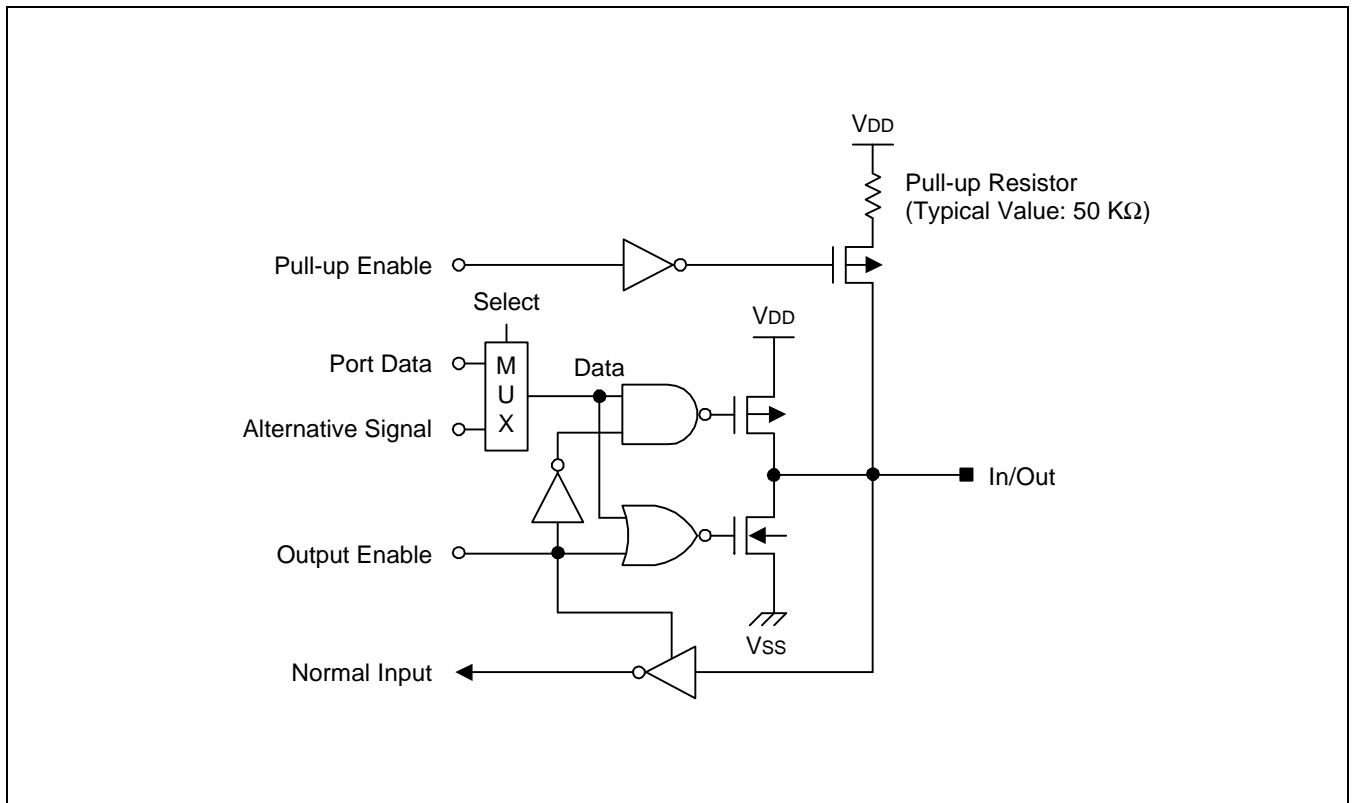 VDD
Pull-up Resistor
(Typical Value: 50 KΩ)
Pull-up Enable
Select
VDD
Port Data
M
U
X
Data
Alternative Signal
In/Out
Output Enable
VSS
Normal Input